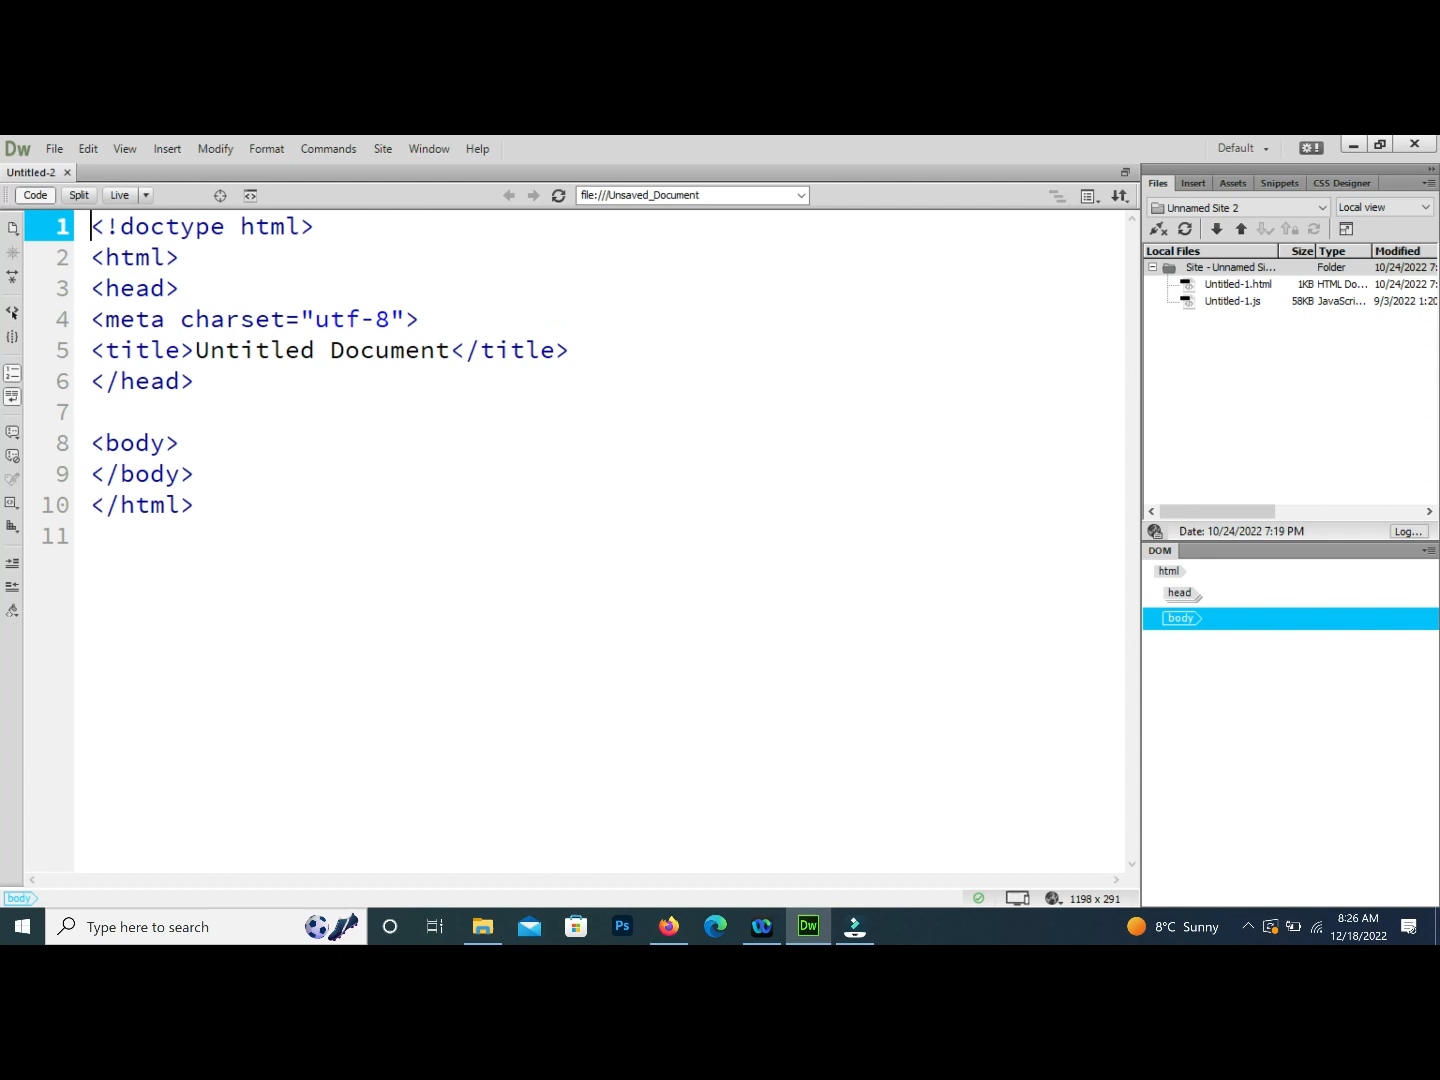 Dw File Edit View Insert Modify Format Commands Site Window Help Default
Untitled-2
Code Split Live file:///Unsaved_Document
1 <!doctype html>
2 <html>
3 <head>
4 <meta charset="utf-8">
5 <title>Untitled Document</title>
6 </head>
7
8 <body>
9 </body>
10 </html>
11
Files Insert Assets Snippets CSS Designer
Unnamed Site 2 Local view
Local Files Size Type Modified
Site - Unnamed Si... Folder 10/24/2022 7:
Untitled-1.html 1KB HTML Do... 10/24/2022 7:
Untitled-1.js 58KB JavaScri... 9/3/2022 1:20
Date: 10/24/2022 7:19 PM Log...
DOM
html
head
body
body 1198 x 291
Type here to search Ps Dw 8°C Sunny 8:26 AM
12/18/2022